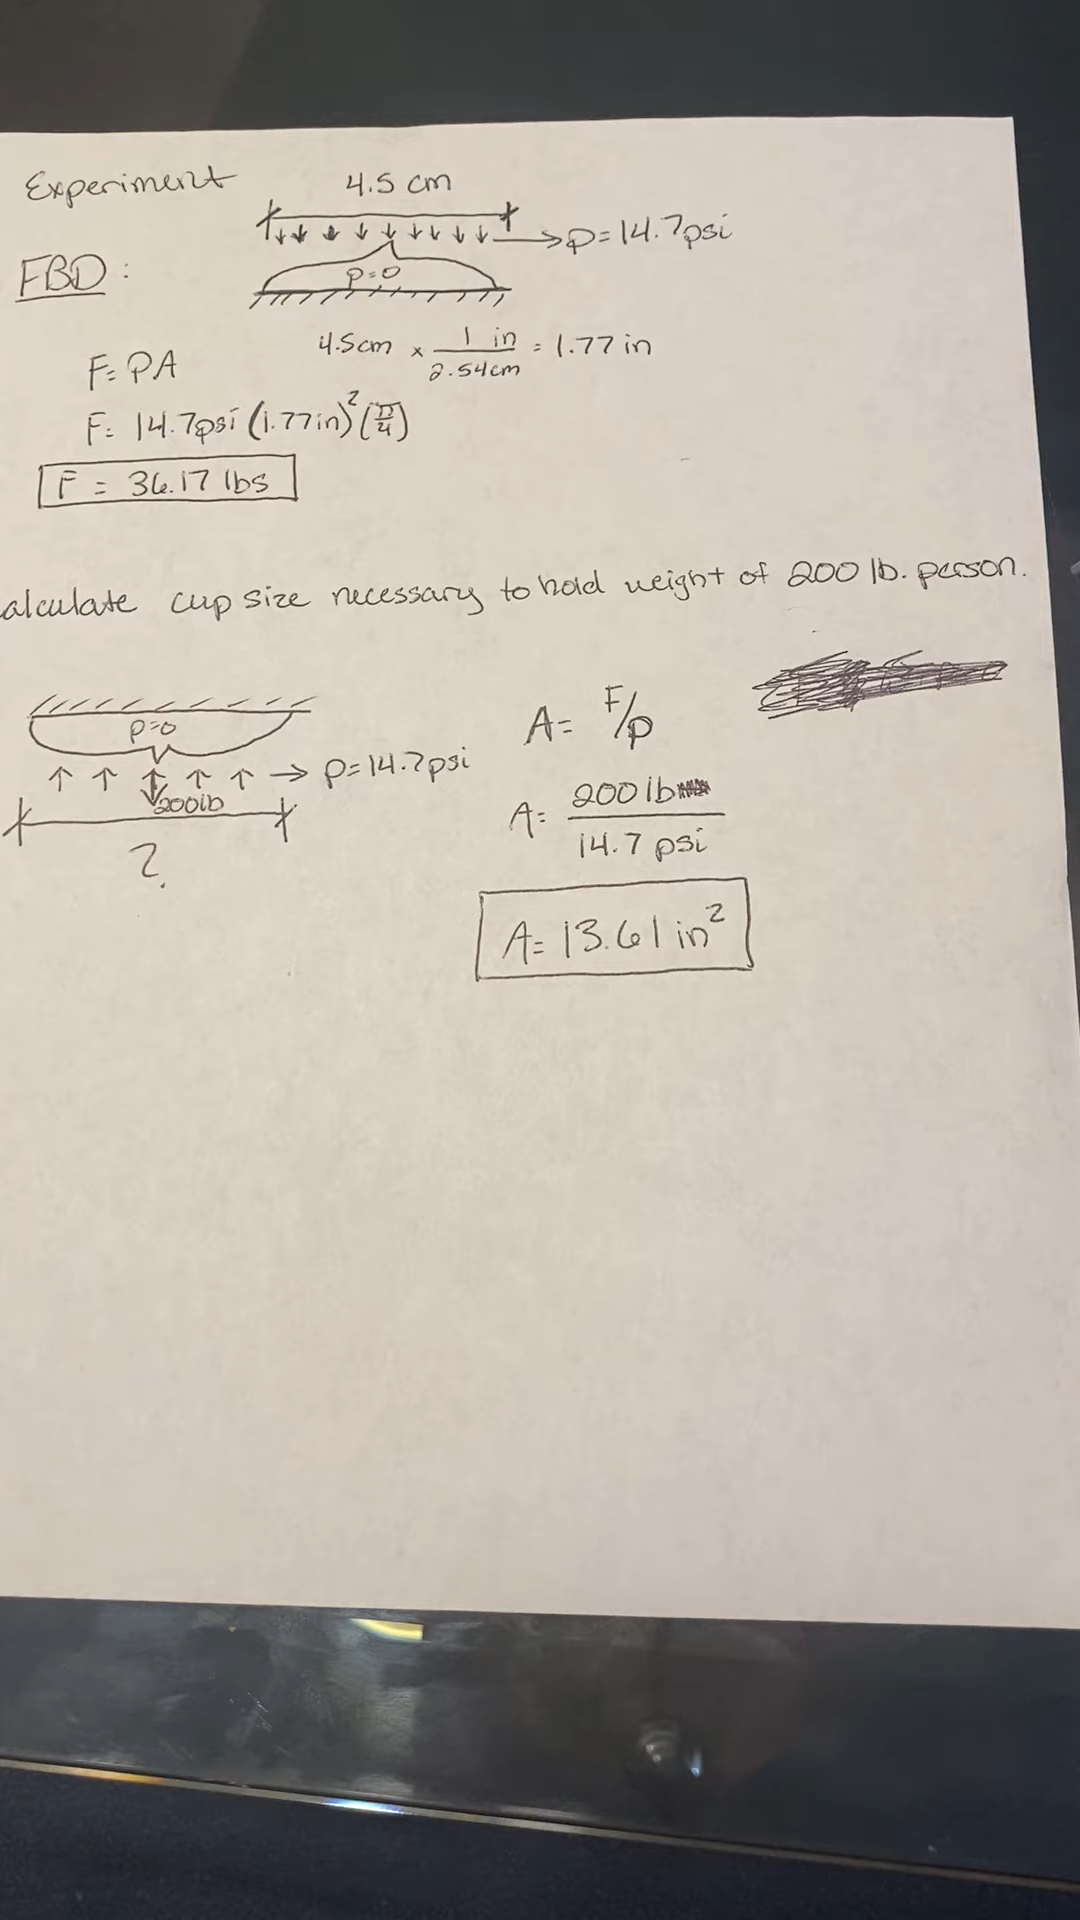 Experiment
4.5 cm
p=14.7psi
FBD:
p=0
4.5cm x 1 in / 2.54cm = 1.77 in
F= PA
F= 14.7psi (1.77in)² (π/4)
F = 36.17 lbs
alculate cup size necessary to hold weight of 200 lb. person.
p=0
p=14.7psi
200lb
?
A= F/p
A= 200 lb / 14.7 psi
A= 13.61 in²